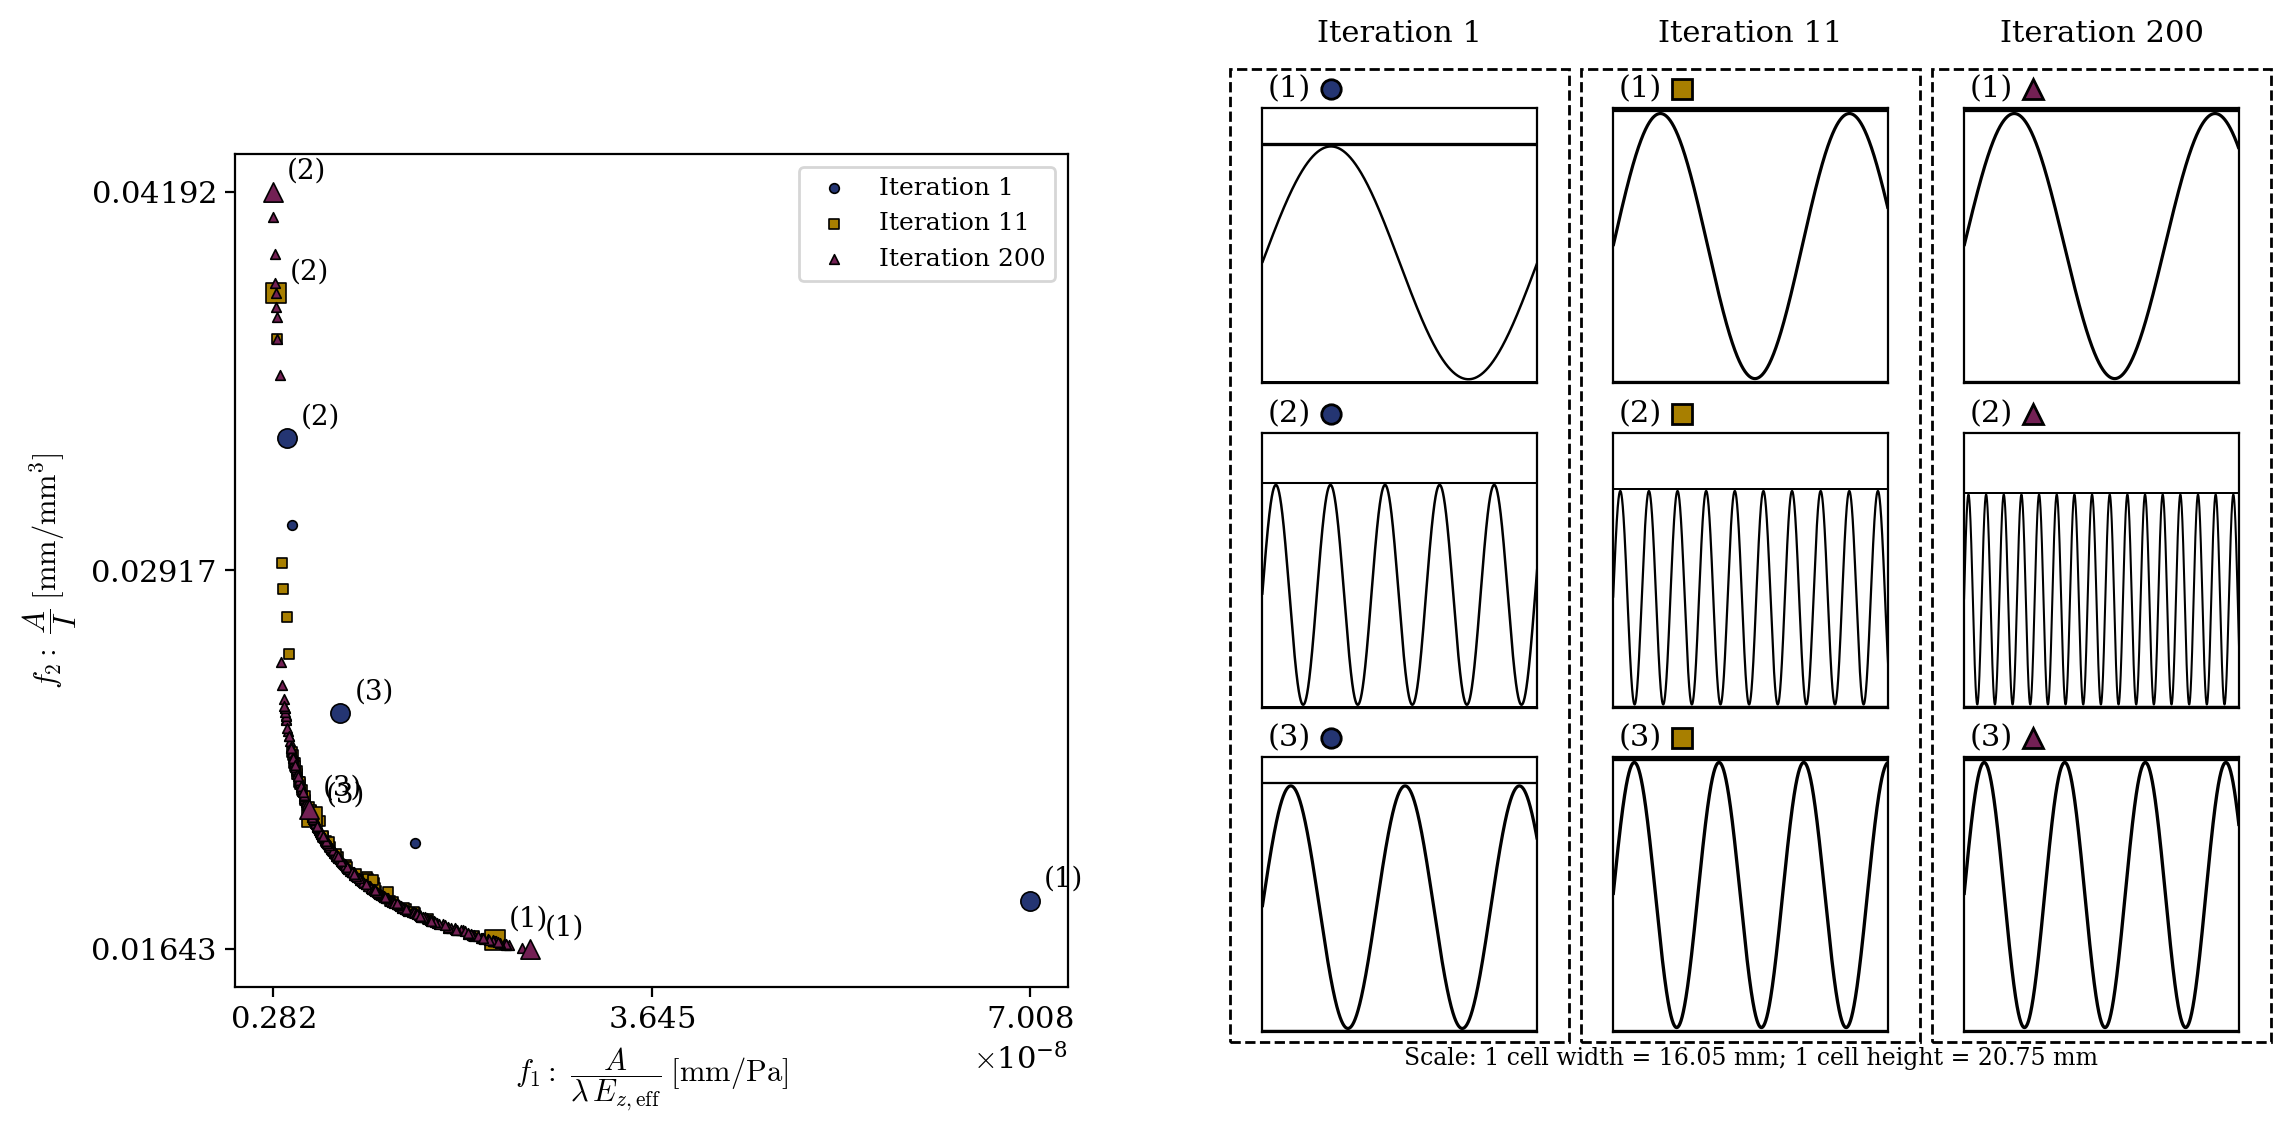 Iteration 1
Iteration 11
Iteration 200
(1)
(1)
(1)
(2)
(2)
(2)
(3)
(3)
(3)
Scale: 1 cell width = 16.05 mm; 1 cell height = 20.75 mm
0.04192
0.02917
0.01643
f₂ : A/I [mm/mm³]
Iteration 1
Iteration 11
Iteration 200
(2)
(2)
(2)
(3)
(3)
(3)
(1)
(1)
(1)
0.282
3.645
7.008
×10⁻⁸
f₁ : A/(λ E_z,eff) [mm/Pa]